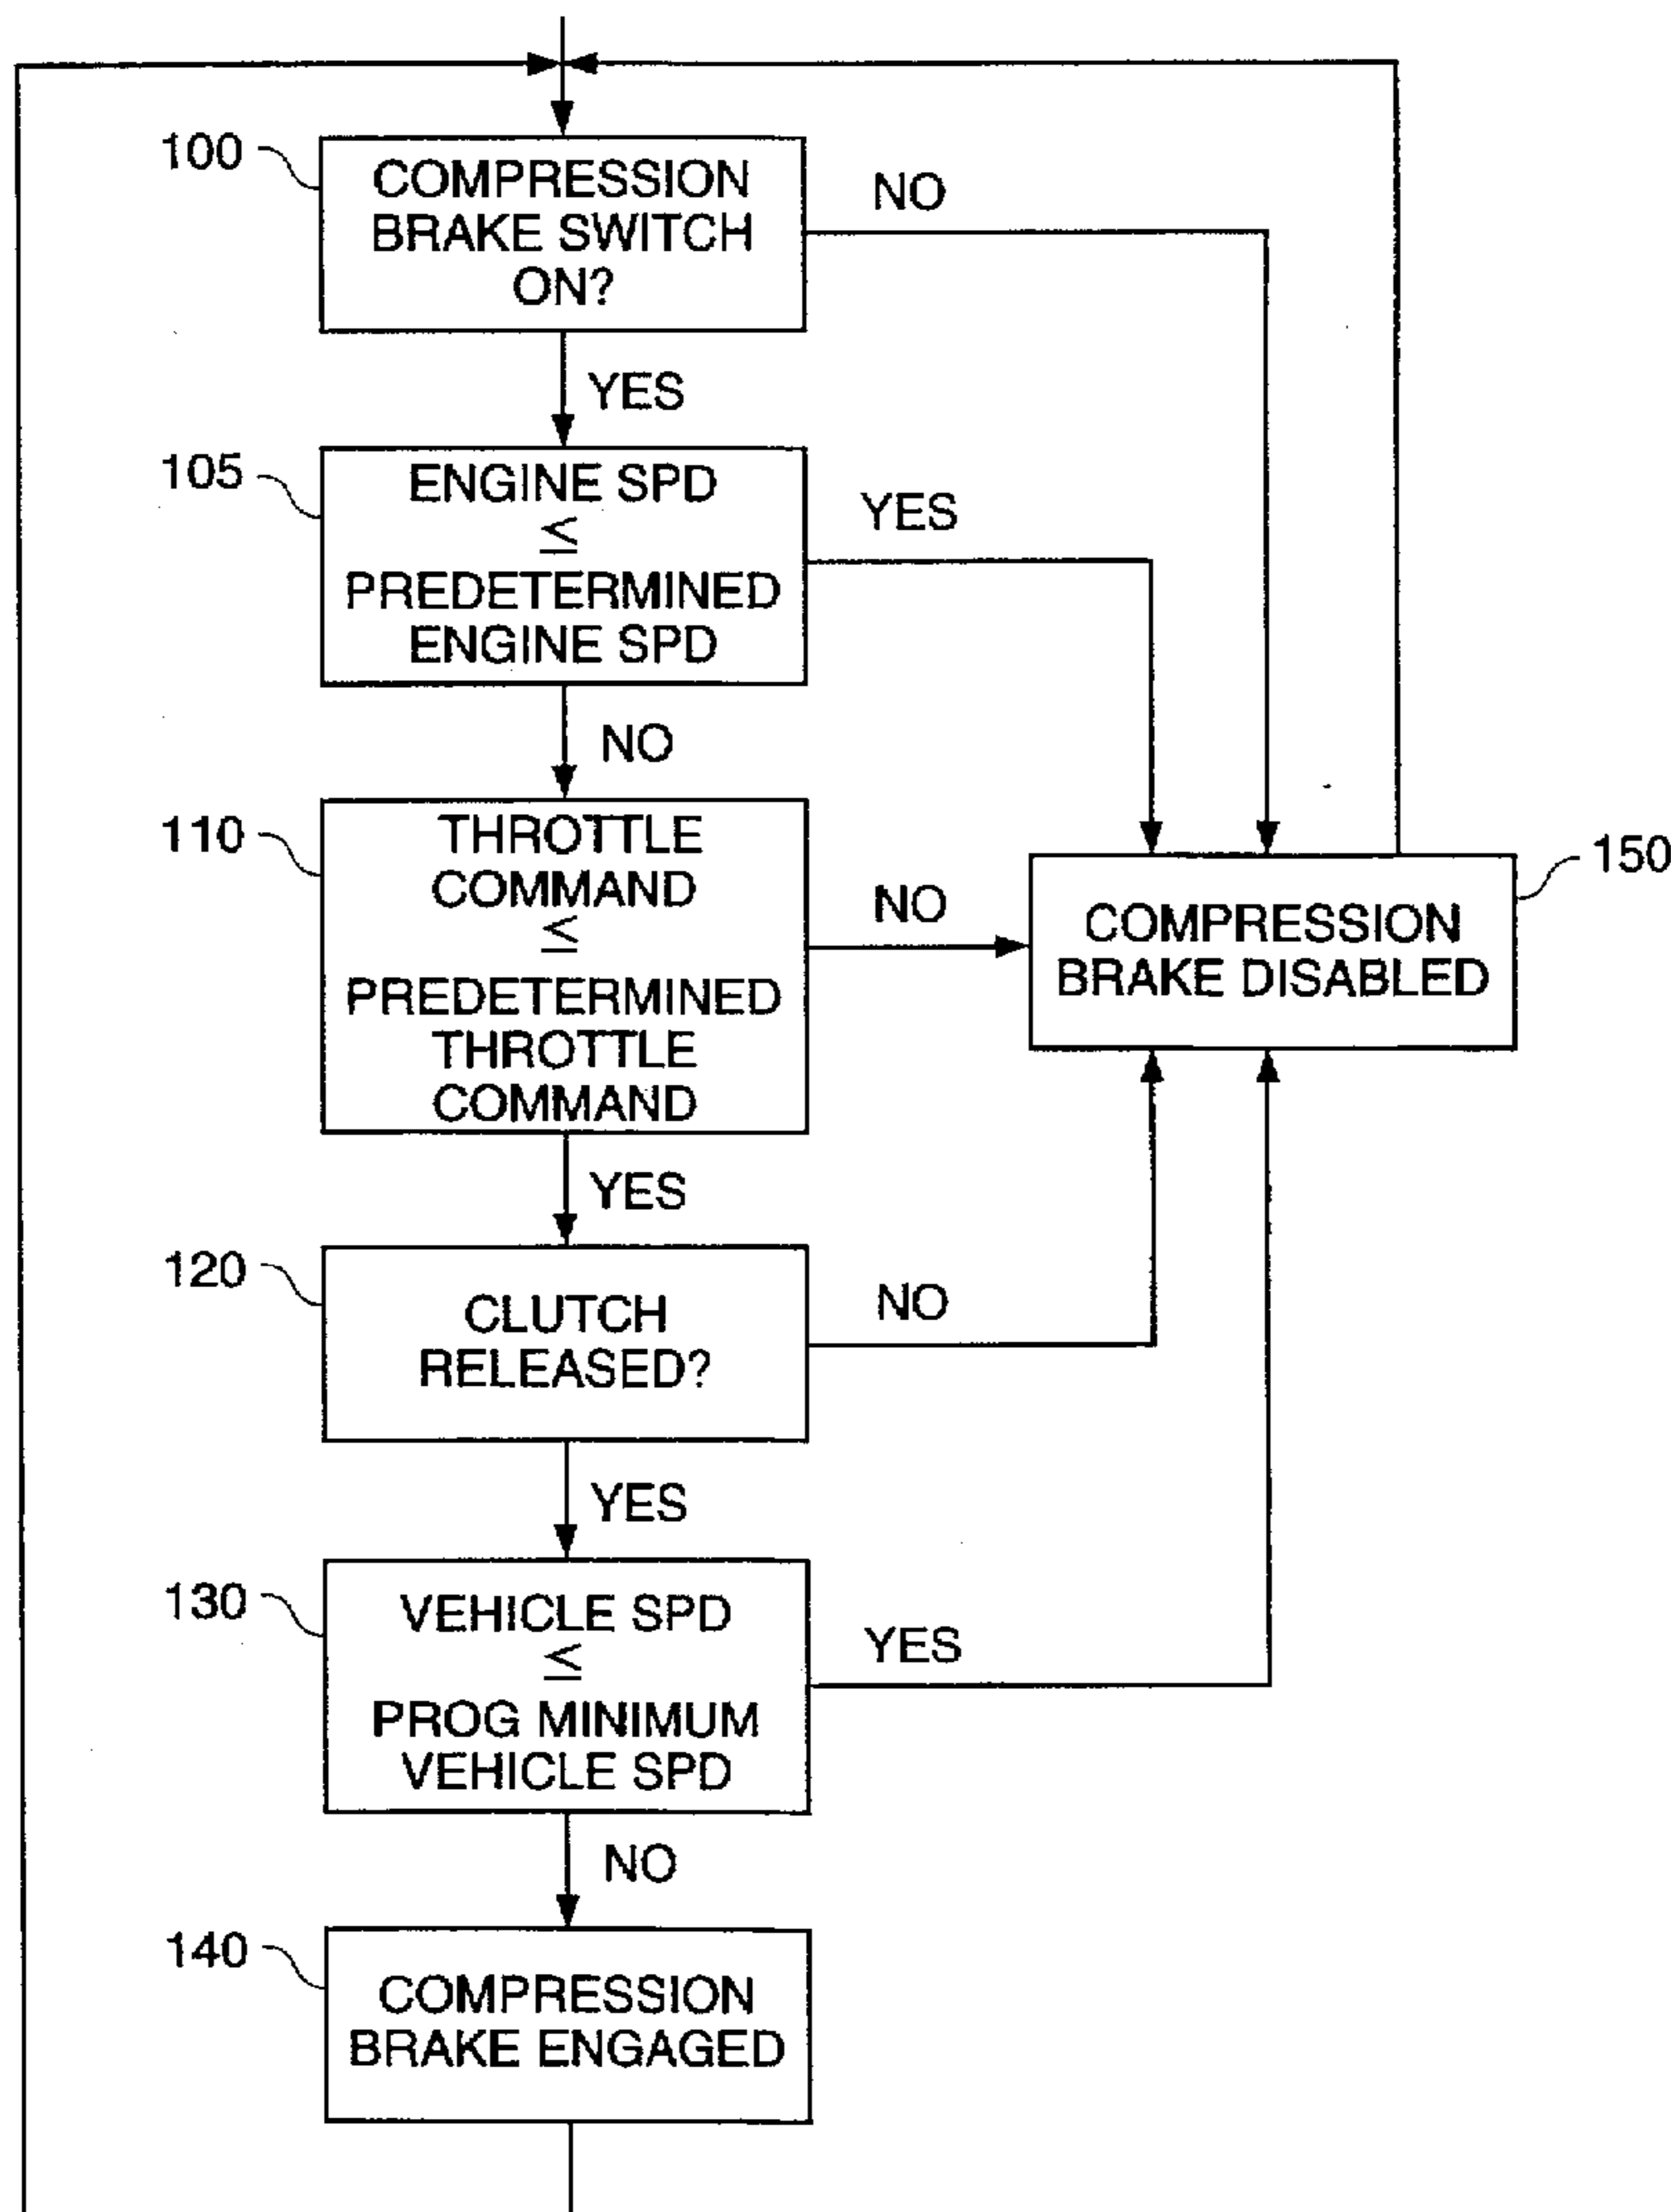 100
COMPRESSION
BRAKE SWITCH
ON?
NO
YES
105
ENGINE SPD
≤
PREDETERMINED
ENGINE SPD
YES
NO
110
THROTTLE
COMMAND
≤
PREDETERMINED
THROTTLE
COMMAND
NO
150
COMPRESSION
BRAKE DISABLED
YES
120
CLUTCH
RELEASED?
NO
YES
130
VEHICLE SPD
≤
PROG MINIMUM
VEHICLE SPD
YES
NO
140
COMPRESSION
BRAKE ENGAGED